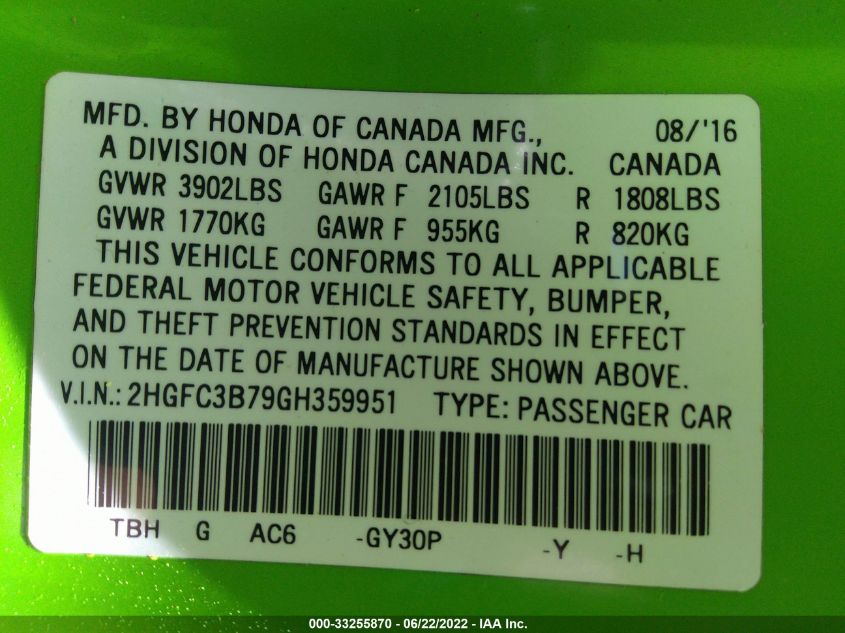 MFD. BY HONDA OF CANADA MFG., 08/'16
A DIVISION OF HONDA CANADA INC. CANADA
GVWR 3902LBS GAWR F 2105LBS R 1808LBS
GVWR 1770KG GAWR F 955KG R 820KG
THIS VEHICLE CONFORMS TO ALL APPLICABLE
FEDERAL MOTOR VEHICLE SAFETY, BUMPER,
AND THEFT PREVENTION STANDARDS IN EFFECT
ON THE DATE OF MANUFACTURE SHOWN ABOVE.
V.I.N.: 2HGFC3B79GH359951 TYPE: PASSENGER CAR
TBH G AC6 -GY30P -Y -H
000-33255870 - 06/22/2022 - IAA Inc.